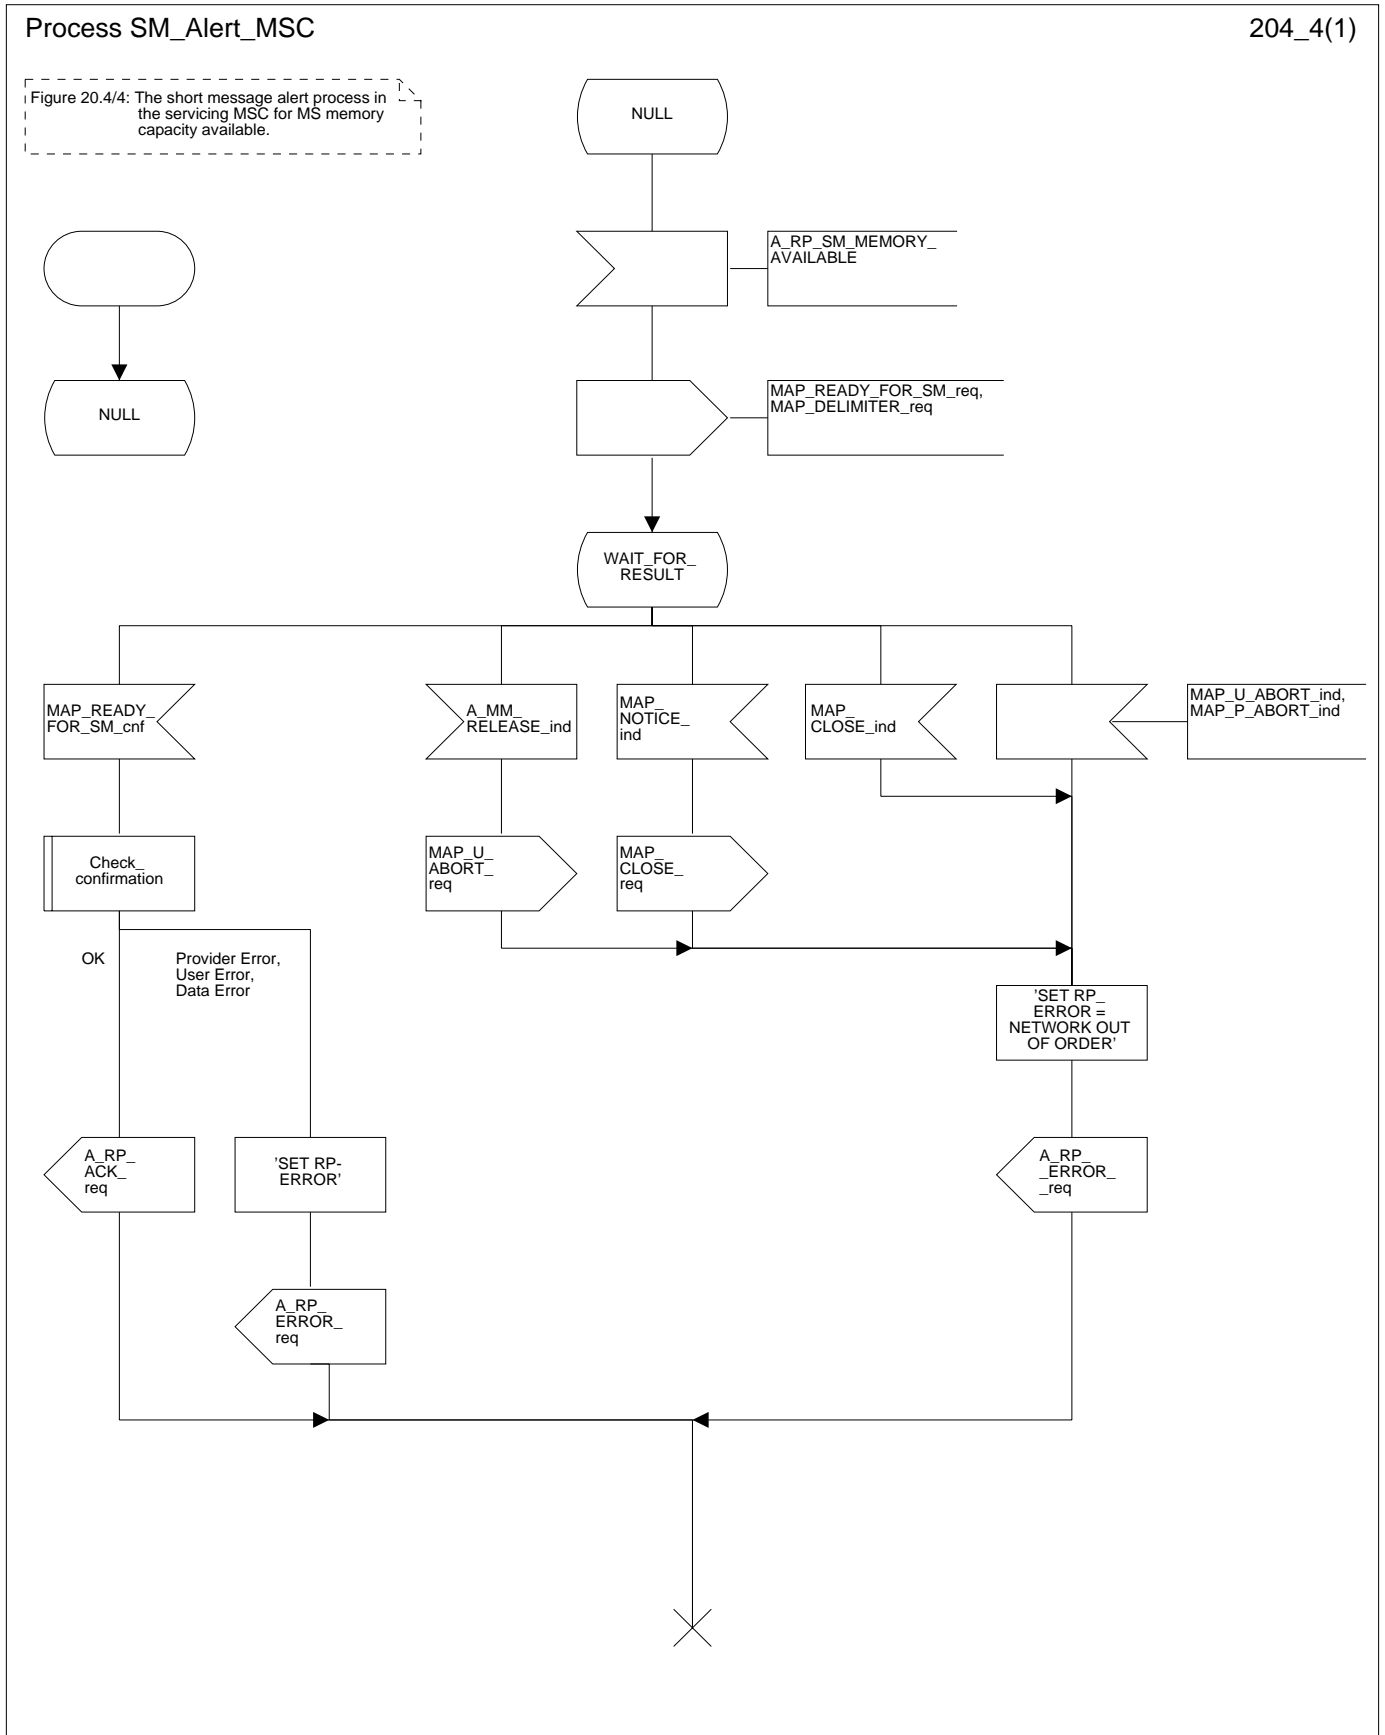 Process SM_Alert_MSC
204_4(1)
Figure 20.4/4: The short message alert process in
the servicing MSC for MS memory
capacity available.
NULL
A_RP_SM_MEMORY_
AVAILABLE
NULL
MAP_READY_FOR_SM_req,
MAP_DELIMITER_req
WAIT_FOR_
RESULT
MAP_READY_
FOR_SM_cnf
A_MM_
RELEASE_ind
MAP_
NOTICE_
ind
MAP_
CLOSE_ind
MAP_U_ABORT_ind,
MAP_P_ABORT_ind
Check_
confirmation
MAP_U_
ABORT_
req
MAP_
CLOSE_
req
OK
Provider Error,
User Error,
Data Error
'SET RP_
ERROR =
NETWORK OUT
OF ORDER'
A_RP_
ACK_
req
'SET RP-
ERROR'
A_RP_
_ERROR_
_req
A_RP_
ERROR_
req